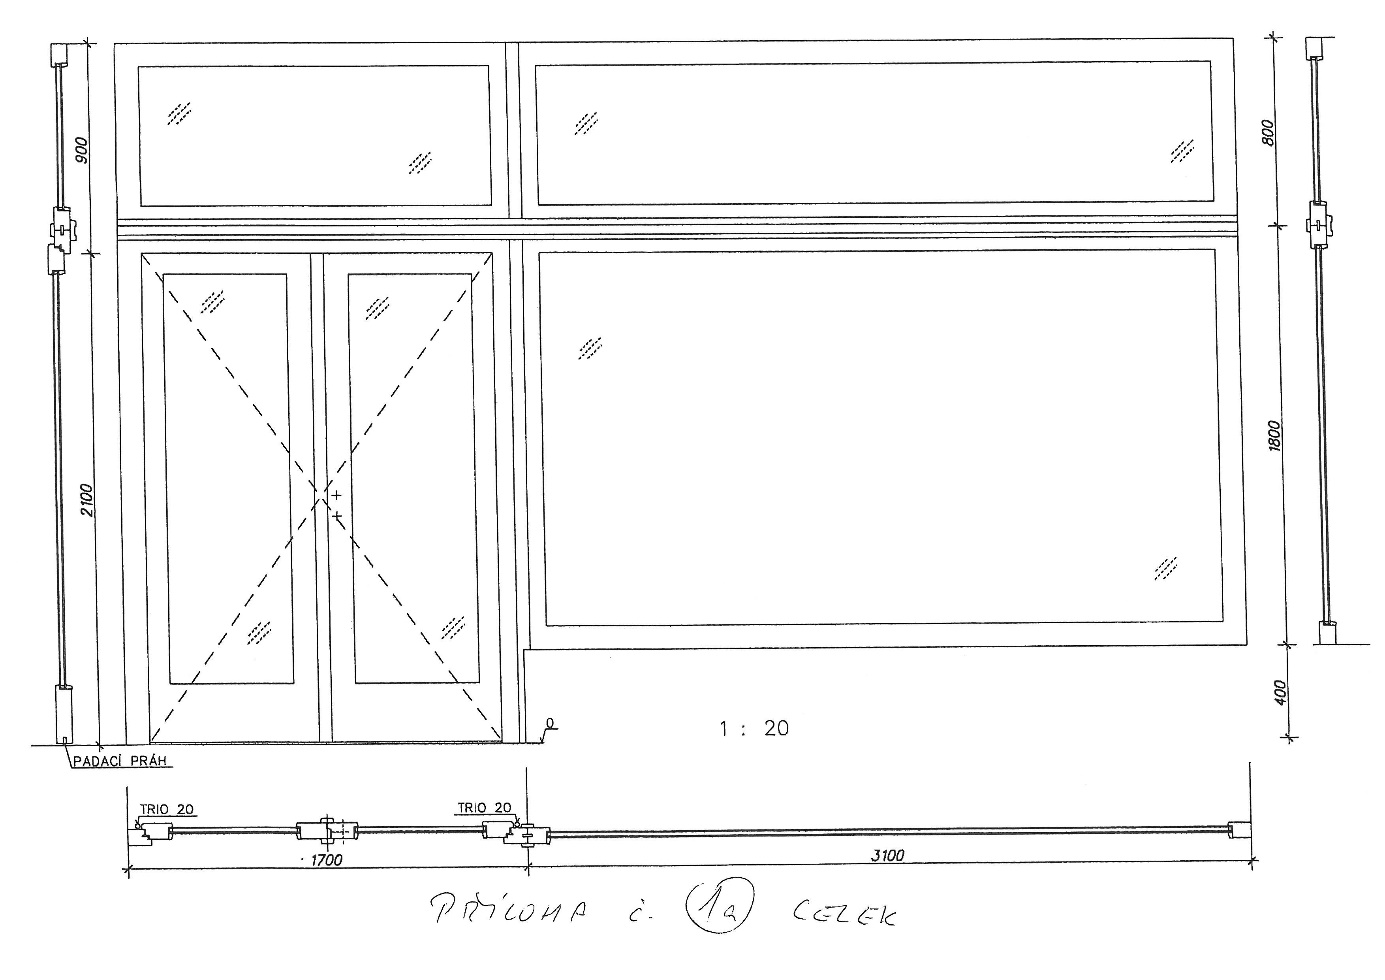 900
800
2100
1800
400
0
1 : 20
PADACÍ PRÁH
TRIO 20
TRIO 20
1700
3100
PŘÍLOHA č. 1a CELEK